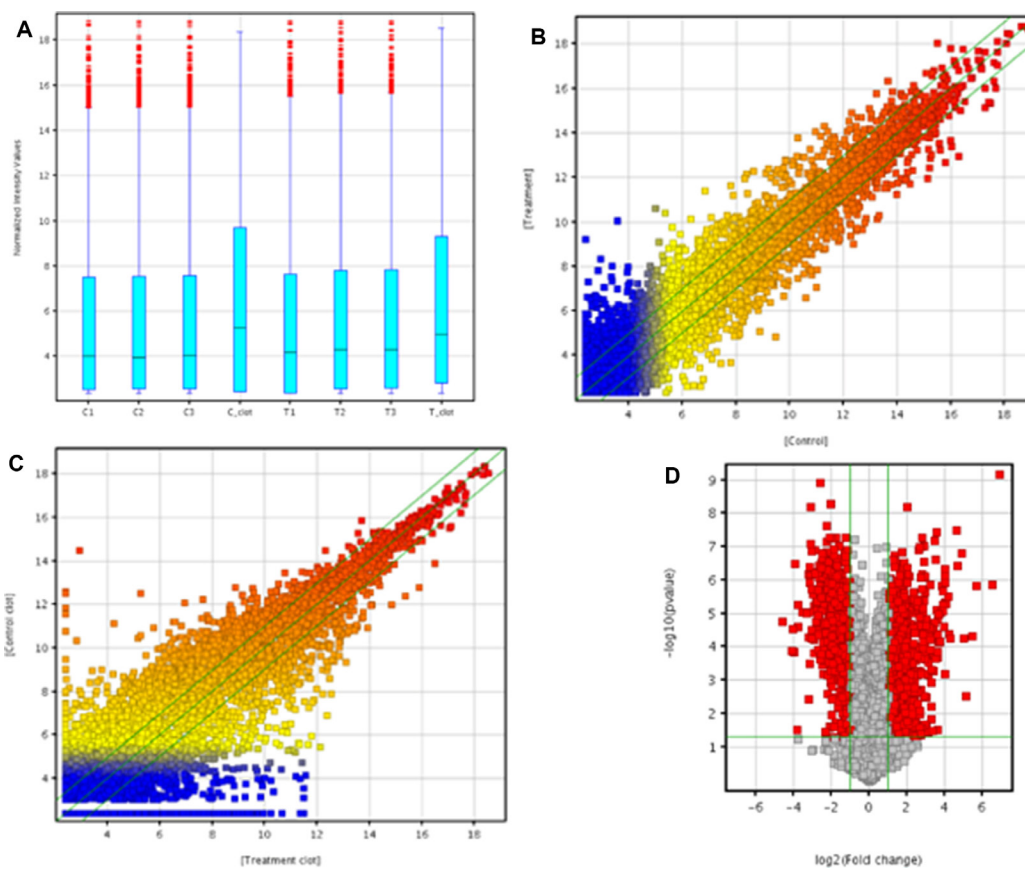 A
Normalized Intensity Values
18
16
14
12
10
8
6
4
C1 C2 C3 C_clot T1 T2 T3 T_clot
B
[Treatment]
18
16
14
12
10
8
6
4
4 6 8 10 12 14 16 18
[Control]
C
[Control clot]
18
16
14
12
10
8
6
4
4 6 8 10 12 14 16 18
[Treatment clot]
D
-log10(pvalue)
9
8
7
6
5
4
3
2
1
-6 -4 -2 0 2 4 6
log2(Fold change)